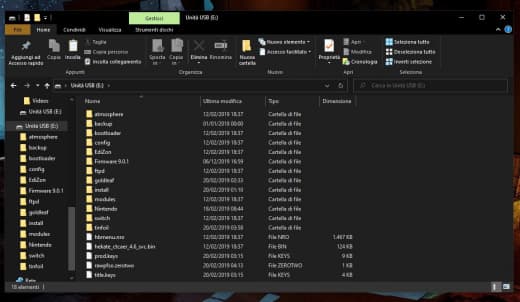 Gestisci
Unità USB (E:)
File Home Condividi Visualizza Strumenti dischi
Aggiungi ad Accesso rapido
Copia
Incolla
Taglia
Copia percorso
Incolla collegamento
Appunti
Sposta in
Copia in
Elimina
Rinomina
Organizza
Nuova cartella
Nuovo elemento
Accesso facilitato
Nuovo
Proprietà
Apri
Modifica
Cronologia
Apri
Seleziona tutto
Deseleziona tutto
Inverti selezione
Seleziona
Unità USB (E:)
Cerca in Unità USB (E:)
Videos
Unità USB (E:)
Unità USB (E:)
atmosphere
backup
bootloader
config
EdiZon
Firmware 9.0.1
ftpd
goldleaf
install
modules
Nintendo
switch
tinfoil
Rete
Nome Ultima modifica Tipo Dimensione
atmosphere 12/02/2019 18:37 Cartella di file
backup 01/01/2019 00:00 Cartella di file
bootloader 12/02/2019 18:37 Cartella di file
config 12/02/2019 18:37 Cartella di file
EdiZon 12/02/2019 18:37 Cartella di file
Firmware 9.0.1 06/12/2019 16:59 Cartella di file
ftpd 12/02/2019 18:37 Cartella di file
goldleaf 20/02/2019 02:33 Cartella di file
install 20/02/2019 01:10 Cartella di file
modules 12/02/2019 18:37 Cartella di file
Nintendo 18/02/2019 08:44 Cartella di file
switch 12/02/2019 18:37 Cartella di file
tinfoil 20/02/2019 03:58 Cartella di file
hbmenu.nro 12/02/2019 18:37 File NRO 1.467 KB
hekate_ctcaer_4.6_svc.bin 12/02/2019 18:37 File BIN 124 KB
prod.keys 20/02/2019 03:15 File KEYS 9 KB
rawpfso.zerotwo 20/02/2019 04:13 File ZEROTWO 1 KB
title.keys 20/02/2019 03:15 File KEYS 4 KB
18 elementi